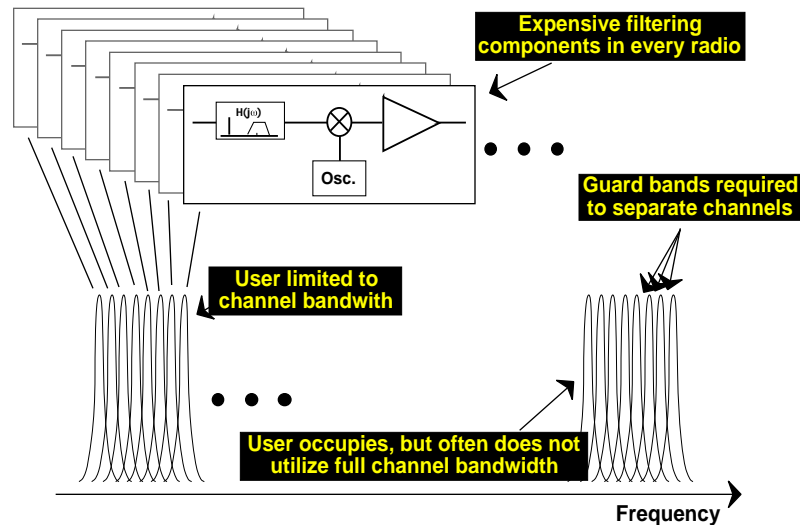 Expensive filtering
components in every radio
H(jω)
Osc.
Guard bands required
to separate channels
User limited to
channel bandwith
User occupies, but often does not
utilize full channel bandwidth
Frequency